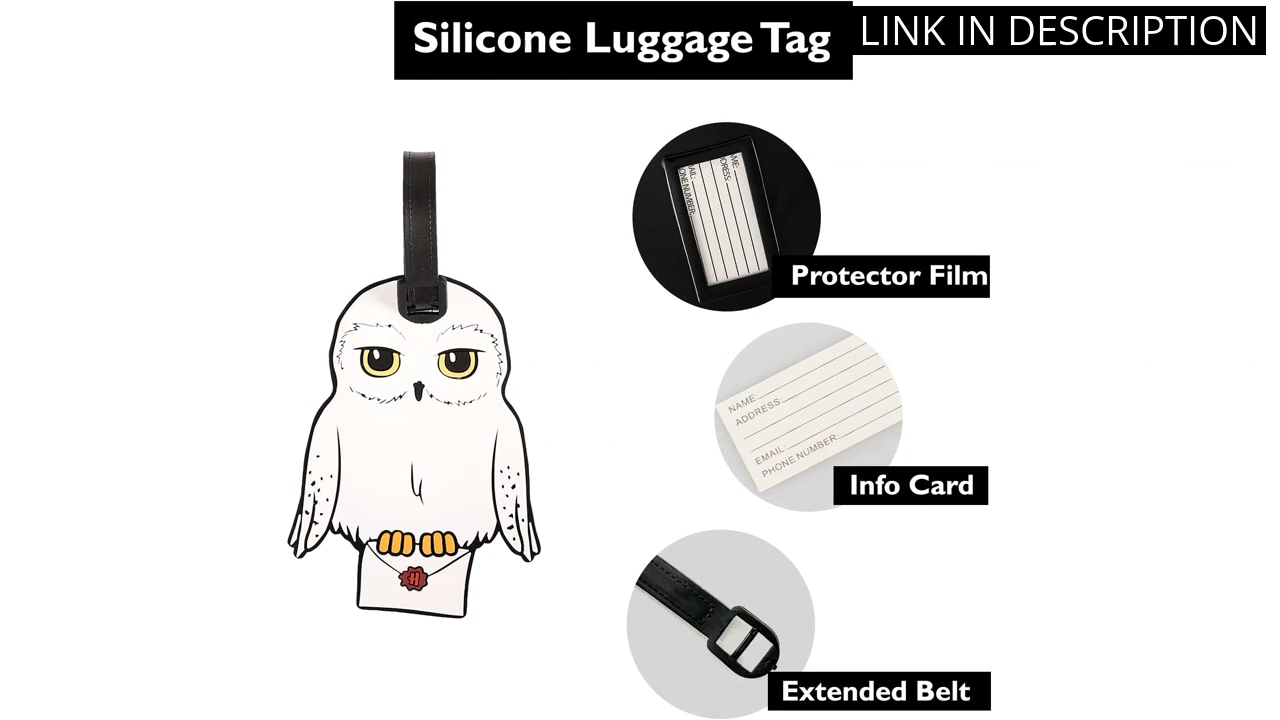 Silicone Luggage Tag
LINK IN DESCRIPTION
Protector Film
NAME:
ADDRESS:
EMAIL:
PHONE NUMBER:
Info Card
H
Extended Belt